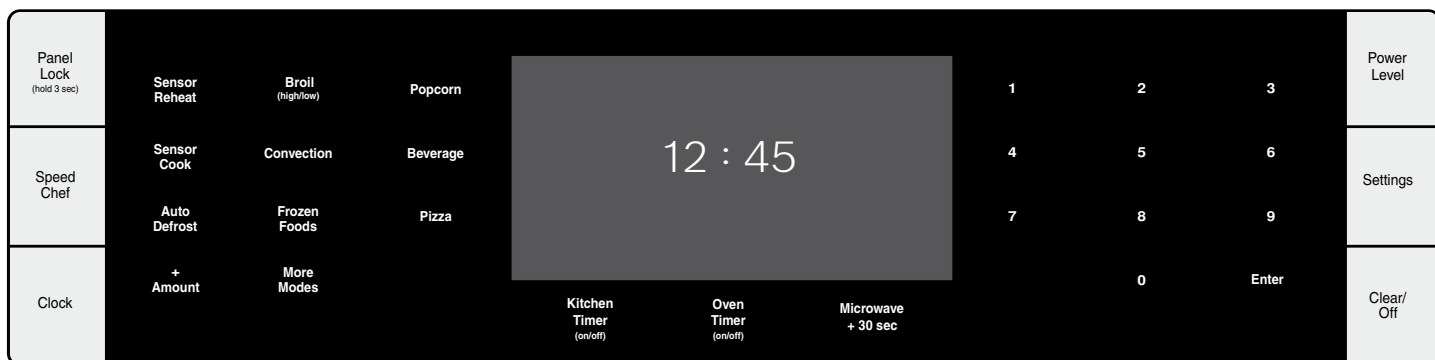 Panel
Lock
(hold 3 sec)
Speed
Chef
Clock
Sensor
Reheat
Broil
(high/low)
Popcorn
Sensor
Cook
Convection
Beverage
Auto
Defrost
Frozen
Foods
Pizza
+
Amount
More
Modes
12 : 45
Kitchen
Timer
(on/off)
Oven
Timer
(on/off)
Microwave
+ 30 sec
1 2 3
4 5 6
7 8 9
0 Enter
Power
Level
Settings
Clear/
Off